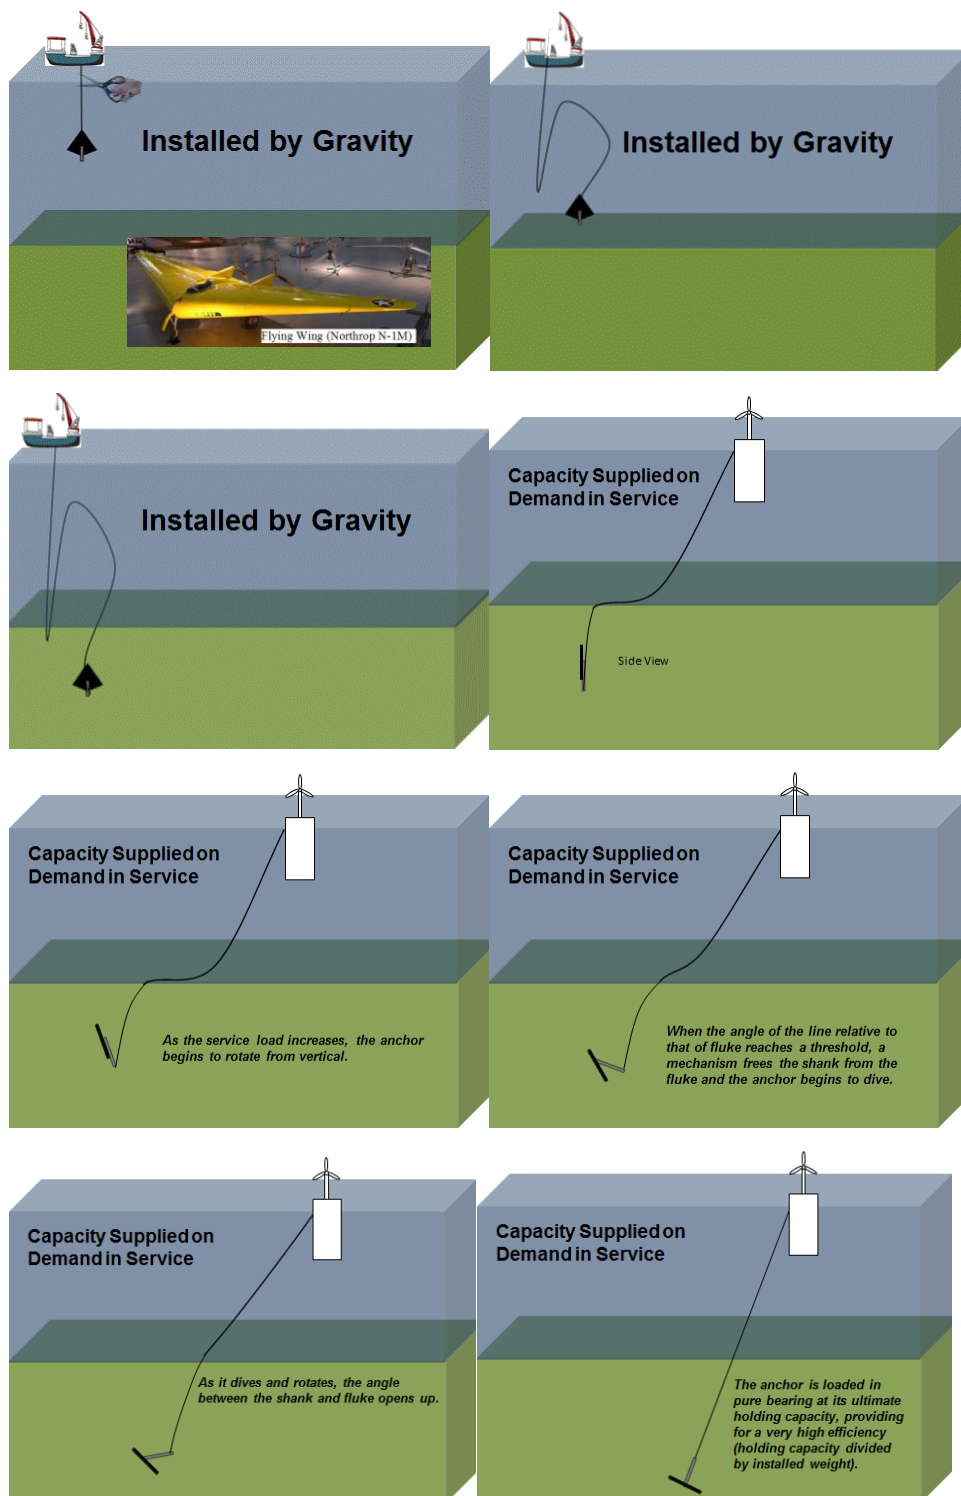 Installed by Gravity
Flying Wing (Northrop N-1M)
Installed by Gravity
Installed by Gravity
Capacity Supplied on
Demand in Service
Side View
Capacity Supplied on
Demand in Service
As the service load increases, the anchor
begins to rotate from vertical.
Capacity Supplied on
Demand in Service
When the angle of the line relative to
that of fluke reaches a threshold, a
mechanism frees the shank from the
fluke and the anchor begins to dive.
Capacity Supplied on
Demand in Service
As it dives and rotates, the angle
between the shank and fluke opens up.
Capacity Supplied on
Demand in Service
The anchor is loaded in
pure bearing at its ultimate
holding capacity, providing
for a very high efficiency
(holding capacity divided
by installed weight).